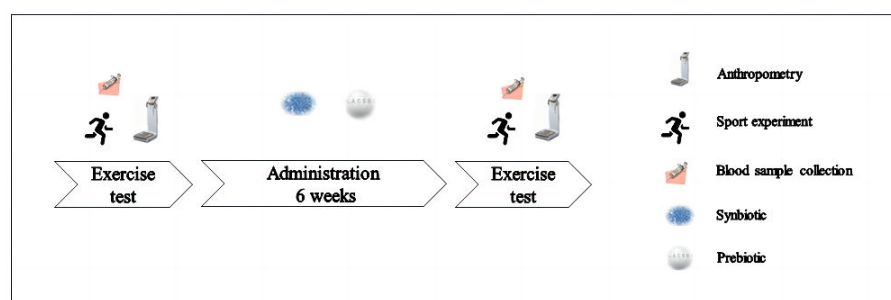 Anthropometry
Sport experiment
Blood sample collection
Synbiotic
Prebiotic
Exercise
test
Administration
6 weeks
Exercise
test